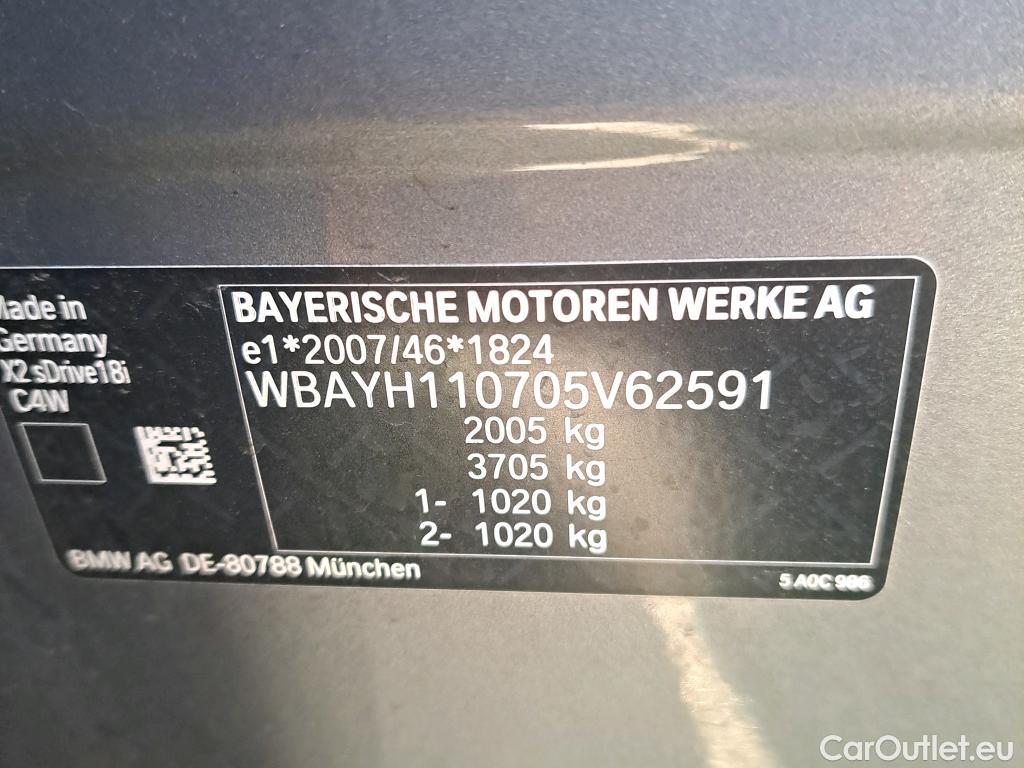 Made in
Germany
X2 sDrive18i
C4W
BAYERISCHE MOTOREN WERKE AG
e1*2007/46*1824
WBAYH110705V62591
2005 kg
3705 kg
1- 1020 kg
2- 1020 kg
BMW AG DE-80788 München
5 A0C 986
CarOutlet.eu